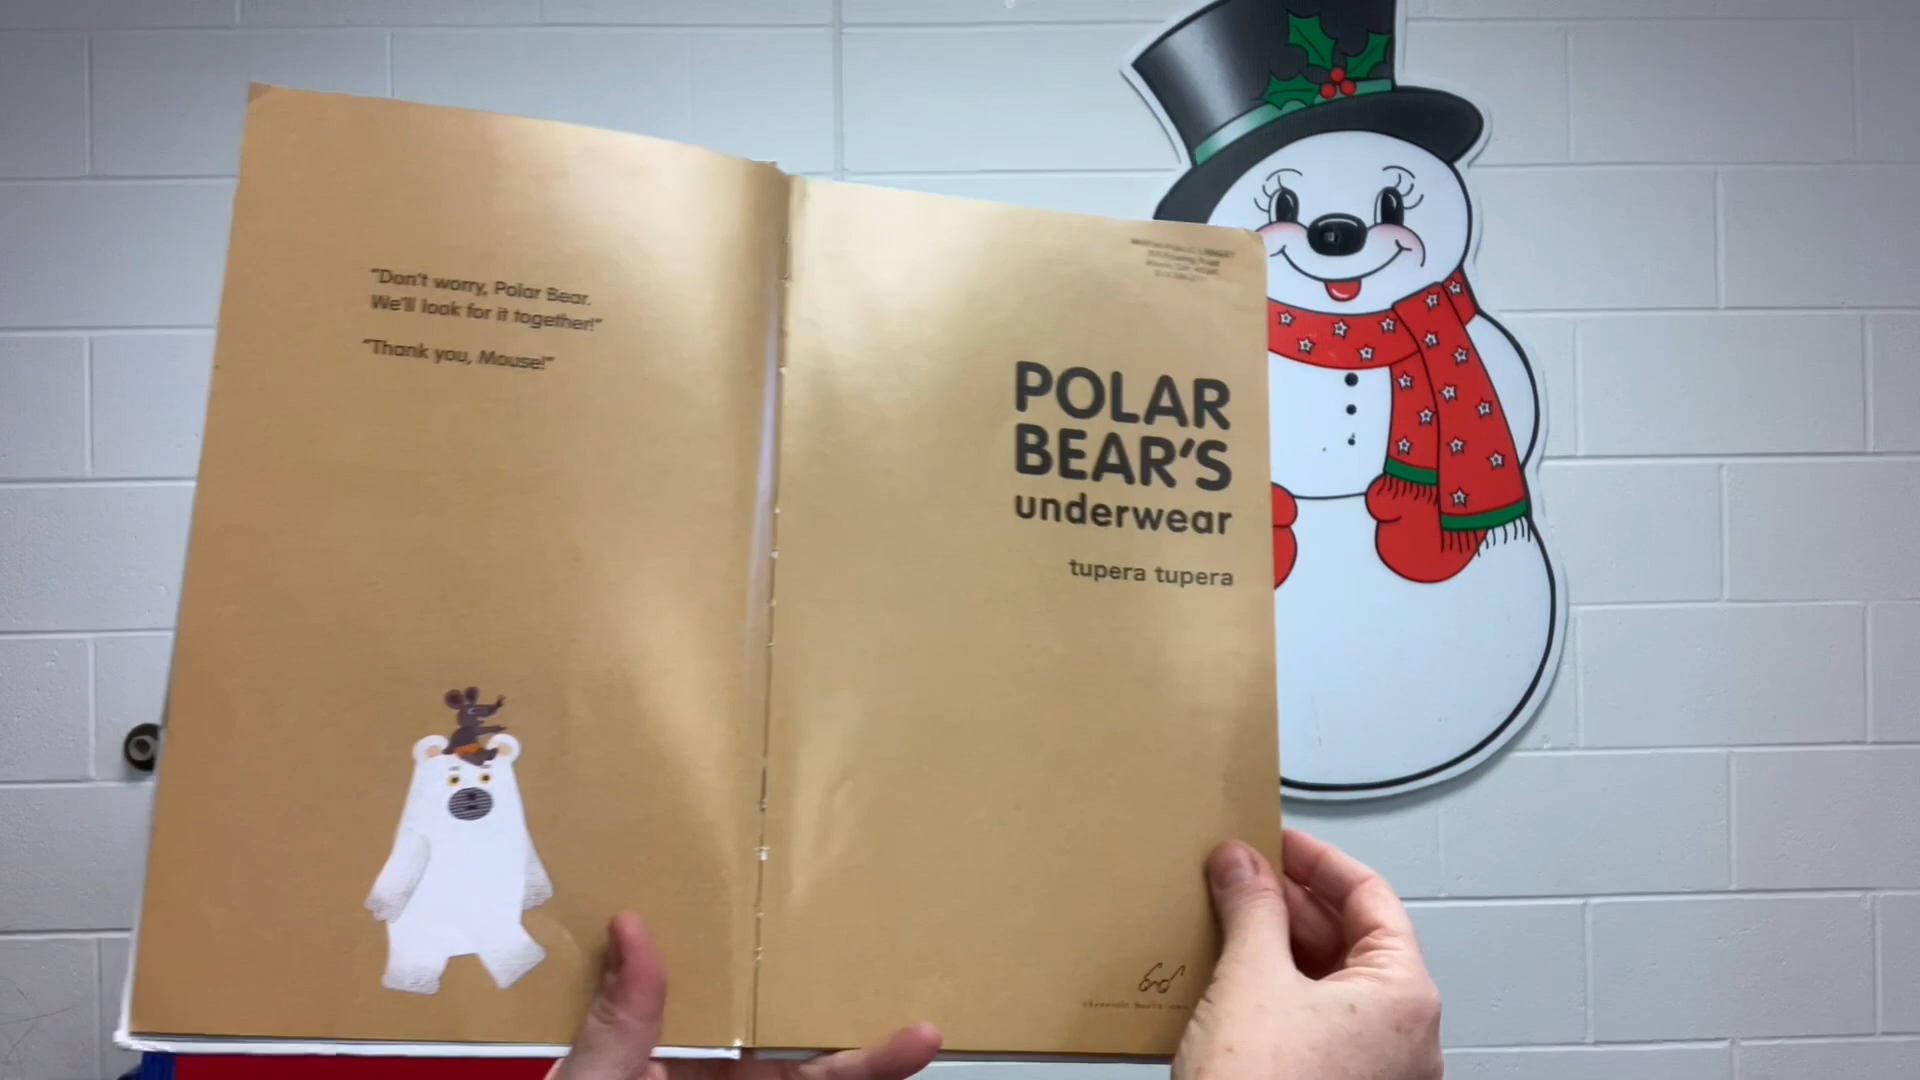 "Don't worry, Polar Bear.
We'll look for it together!"
"Thank you, Mouse!"
POLAR
BEAR'S
underwear
tupera tupera